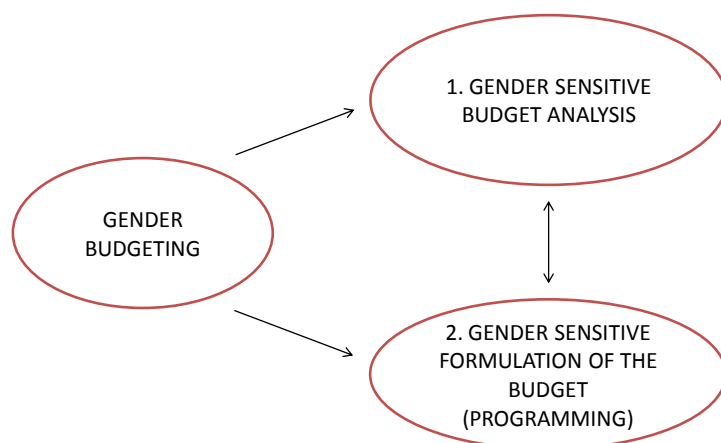 1. GENDER SENSITIVE
BUDGET ANALYSIS
GENDER
BUDGETING
2. GENDER SENSITIVE
FORMULATION OF THE
BUDGET
(PROGRAMMING)